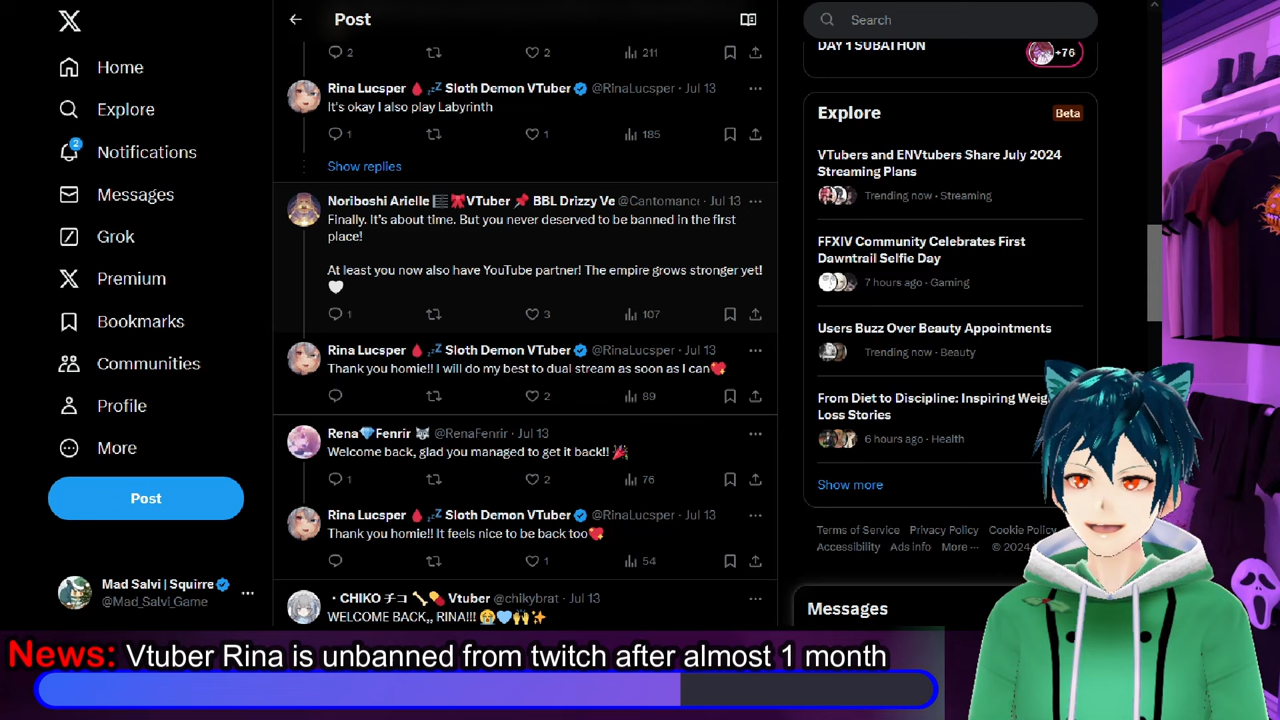 Post
Search
Home
Explore
2
Notifications
Messages
Grok
Premium
Bookmarks
Communities
Profile
More
Post
Mad Salvi | Squirre
@Mad_Salvi_Game
2 2 211
Rina Lucsper 🩸 💤 Sloth Demon VTuber @RinaLucsper · Jul 13
It's okay I also play Labyrinth
1 1 185
Show replies
Noriboshi Arielle 🎼🎀VTuber 📌 BBL Drizzy Ve @Cantomanc · Jul 13
Finally. It's about time. But you never deserved to be banned in the first
place!
At least you now also have YouTube partner! The empire grows stronger yet!
🤍
1 3 107
Rina Lucsper 🩸 💤 Sloth Demon VTuber @RinaLucsper · Jul 13
Thank you homie!! I will do my best to dual stream as soon as I can💖
2 89
Rena💎Fenrir 🐺 @RenaFenrir · Jul 13
Welcome back, glad you managed to get it back!! 🎉
1 2 76
Rina Lucsper 🩸 💤 Sloth Demon VTuber @RinaLucsper · Jul 13
Thank you homie!! It feels nice to be back too💖
1 54
・CHIKO チコ 🦴💊 Vtuber @chikybrat · Jul 13
WELCOME BACK,, RINA!!! 😭🩵🙌✨
DAY 1 SUBATHON
+76
Explore
Beta
VTubers and ENVtubers Share July 2024
Streaming Plans
Trending now · Streaming
FFXIV Community Celebrates First
Dawntrail Selfie Day
7 hours ago · Gaming
Users Buzz Over Beauty Appointments
Trending now · Beauty
From Diet to Discipline: Inspiring Weig
Loss Stories
6 hours ago · Health
Show more
Terms of Service Privacy Policy Cookie Policy
Accessibility Ads info More ··· © 2024
Messages
News: Vtuber Rina is unbanned from twitch after almost 1 month